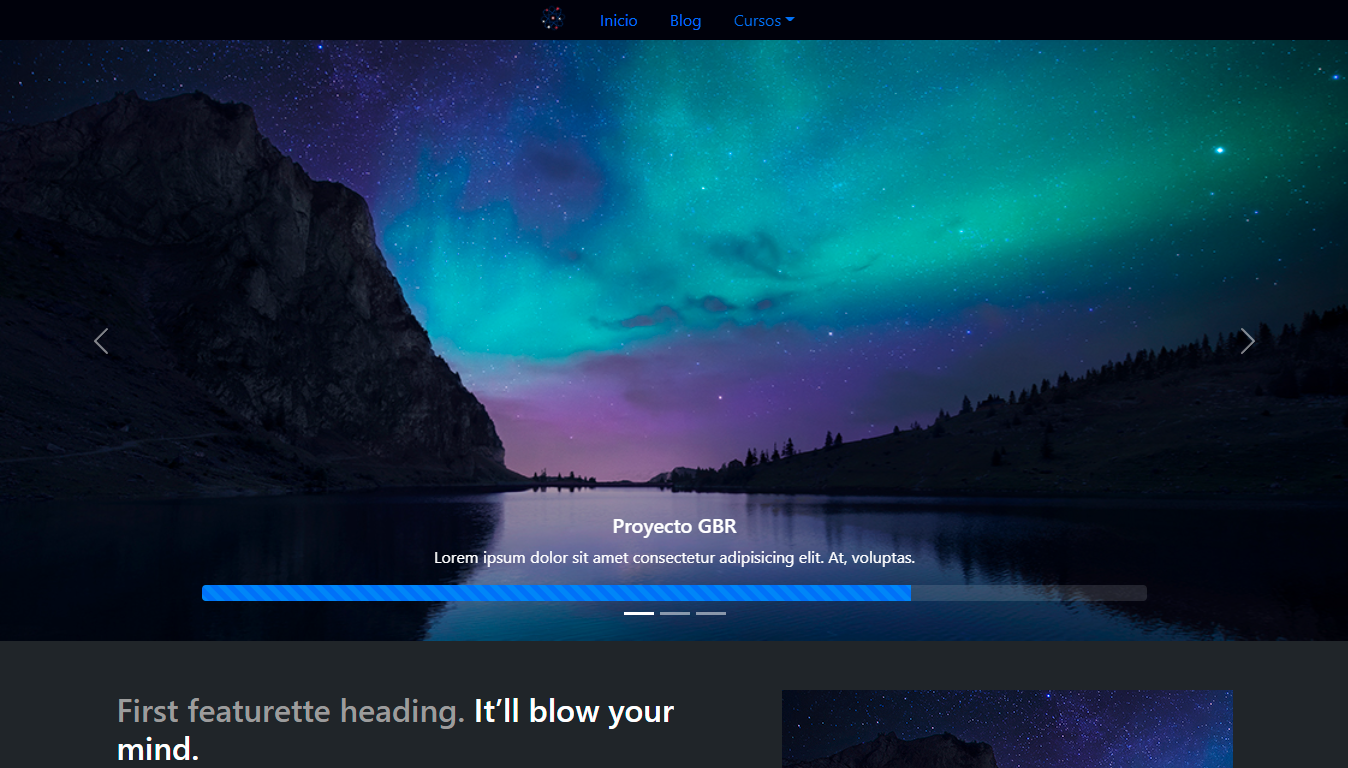 Inicio Blog Cursos
Proyecto GBR
Lorem ipsum dolor sit amet consectetur adipisicing elit. At, voluptas.
First featurette heading. It’ll blow your
mind.